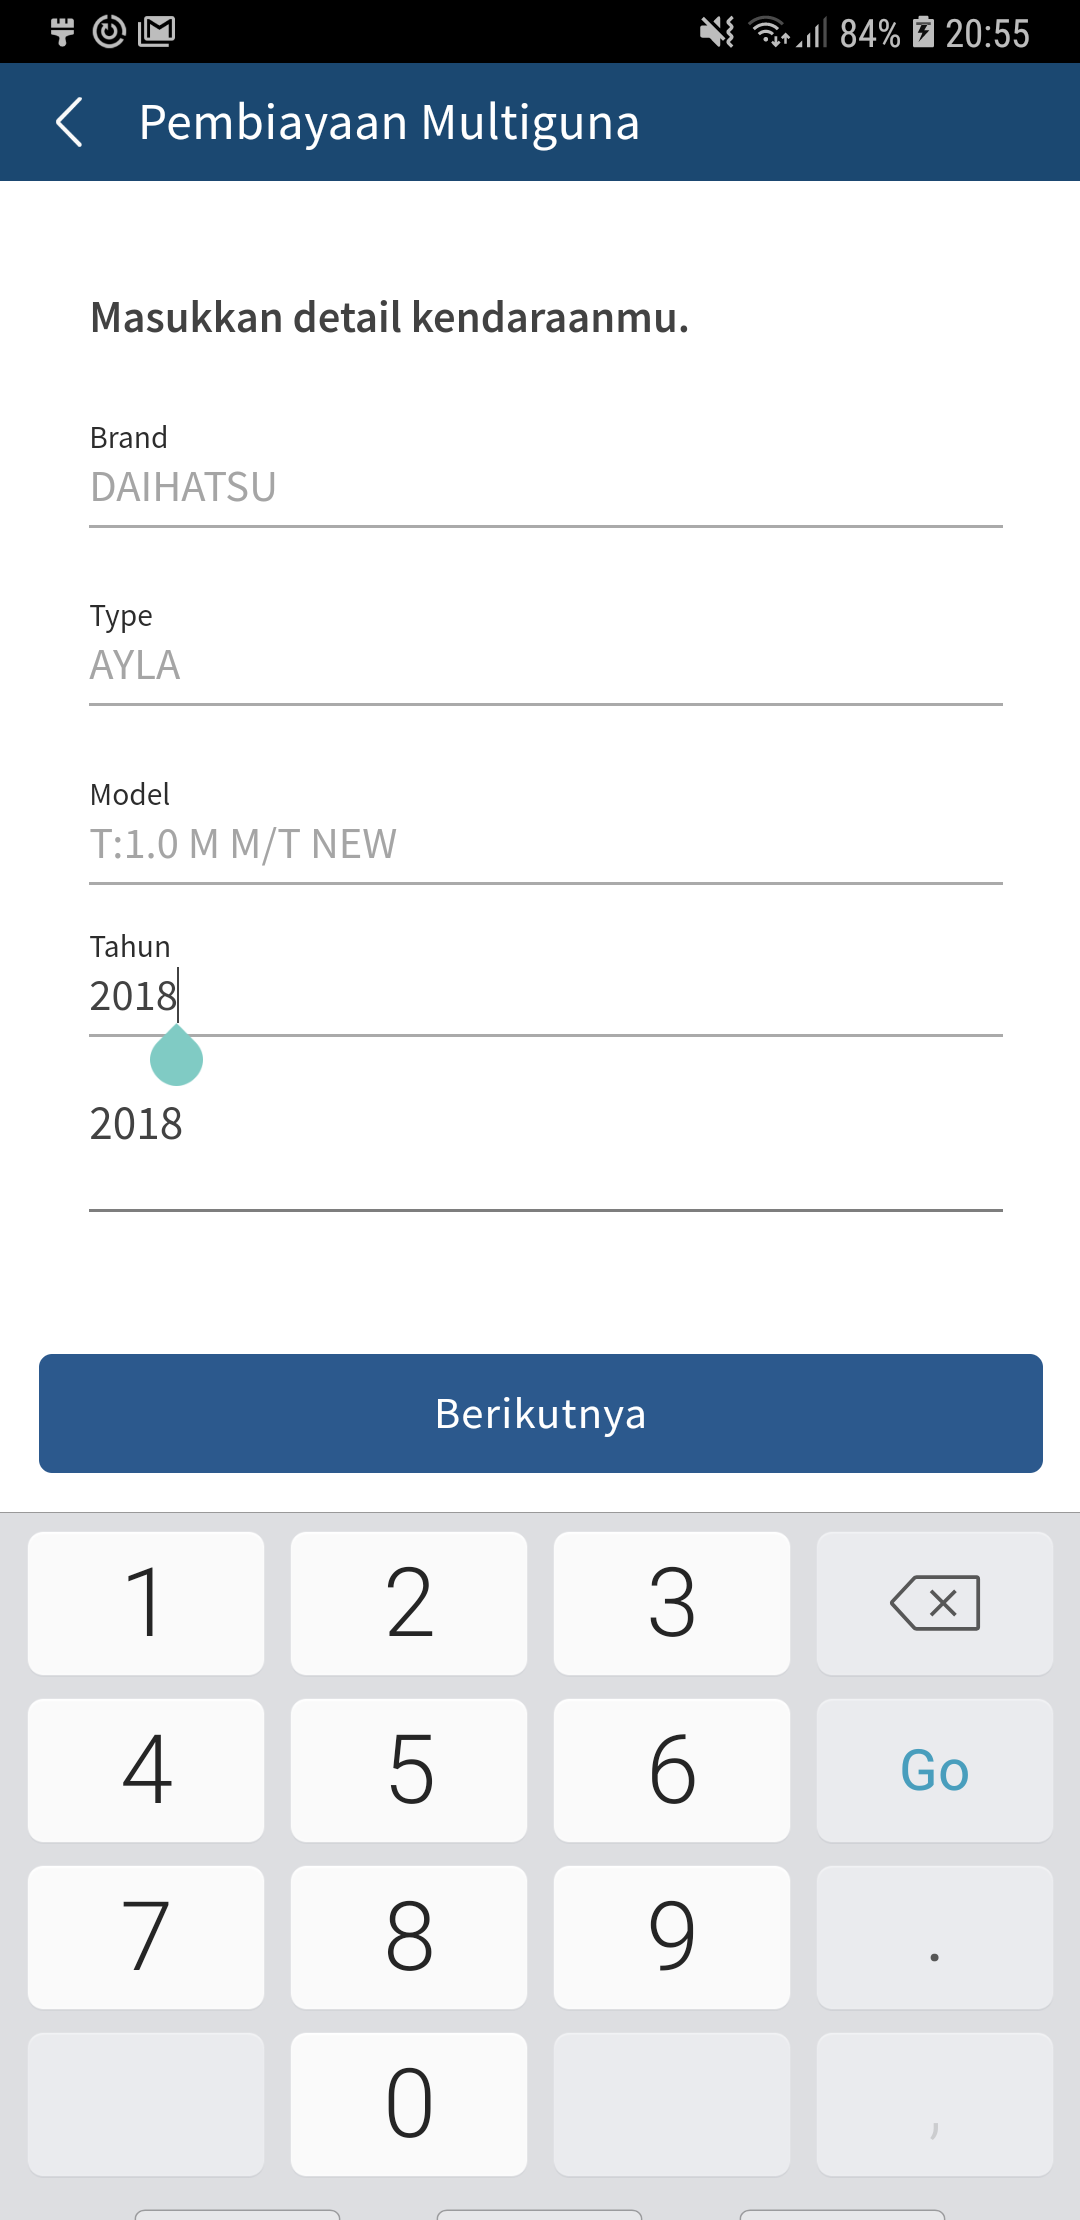 84% 20:55
Pembiayaan Multiguna
Masukkan detail kendaraanmu.
Brand
DAIHATSU
Type
AYLA
Model
T:1.0 M M/T NEW
Tahun
2018
2018
Berikutnya
1 2 3
4 5 6 Go
7 8 9 .
0 ,